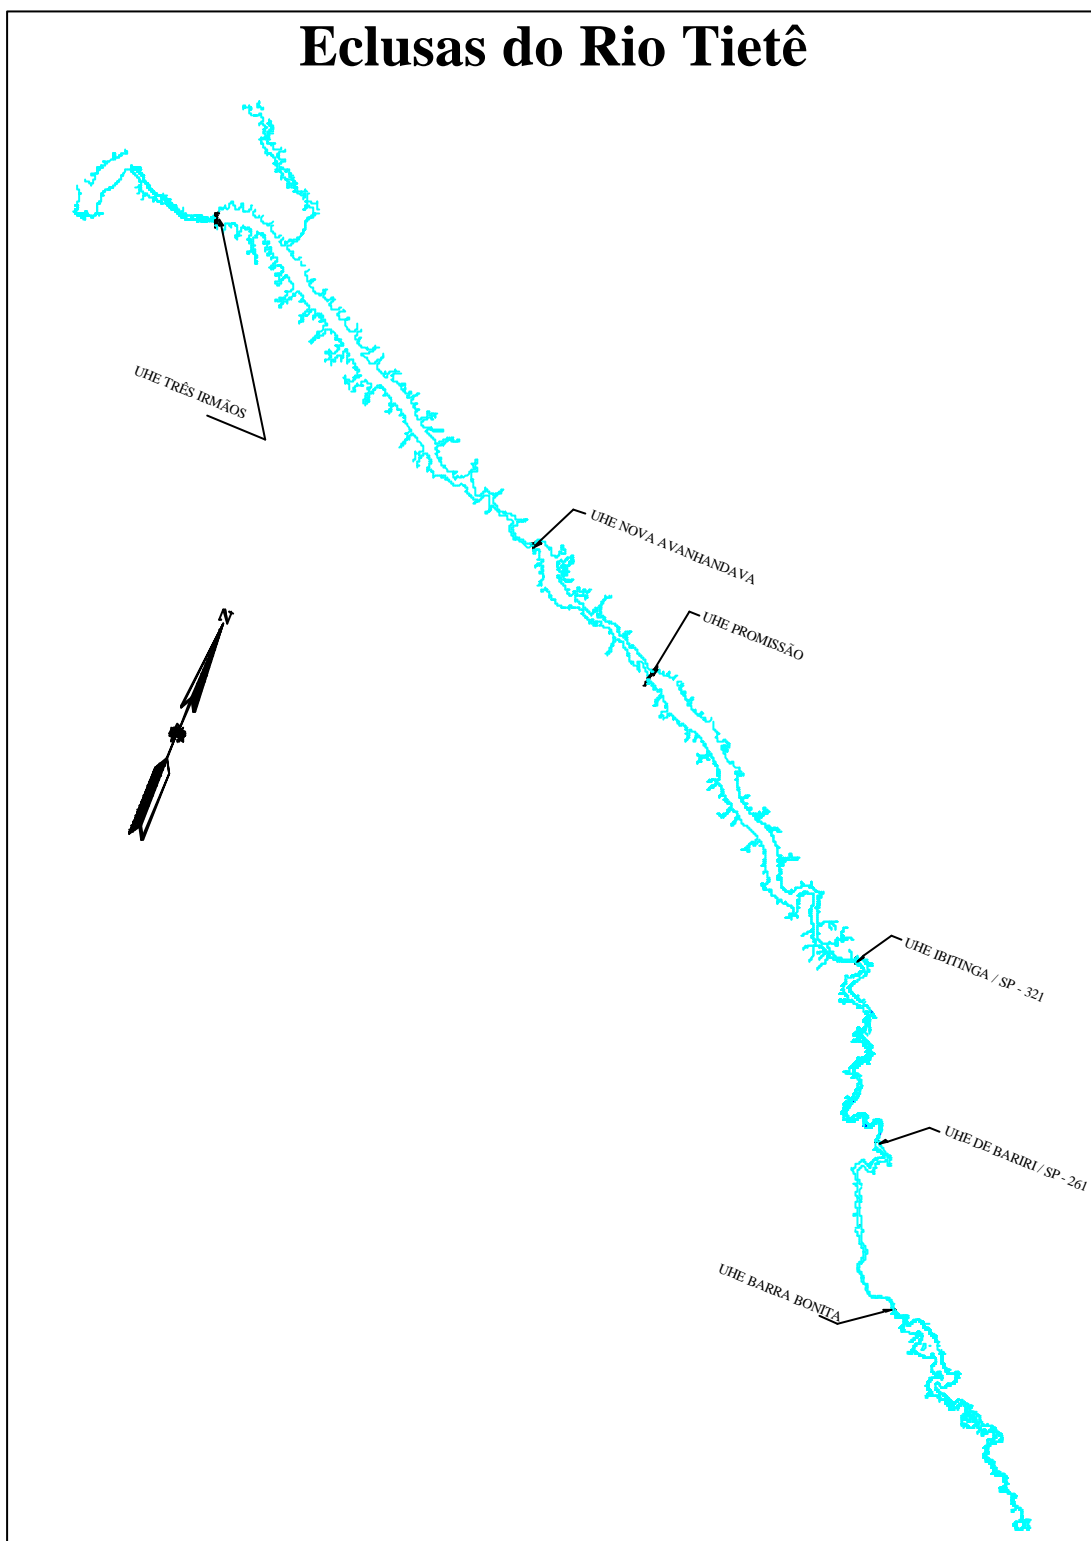 Eclusas do Rio Tietê
UHE TRÊS IRMÃOS
UHE NOVA AVANHANDAVA
N
UHE PROMISSÃO
UHE IBITINGA / SP - 321
UHE DE BARIRI / SP - 261
UHE BARRA BONITA